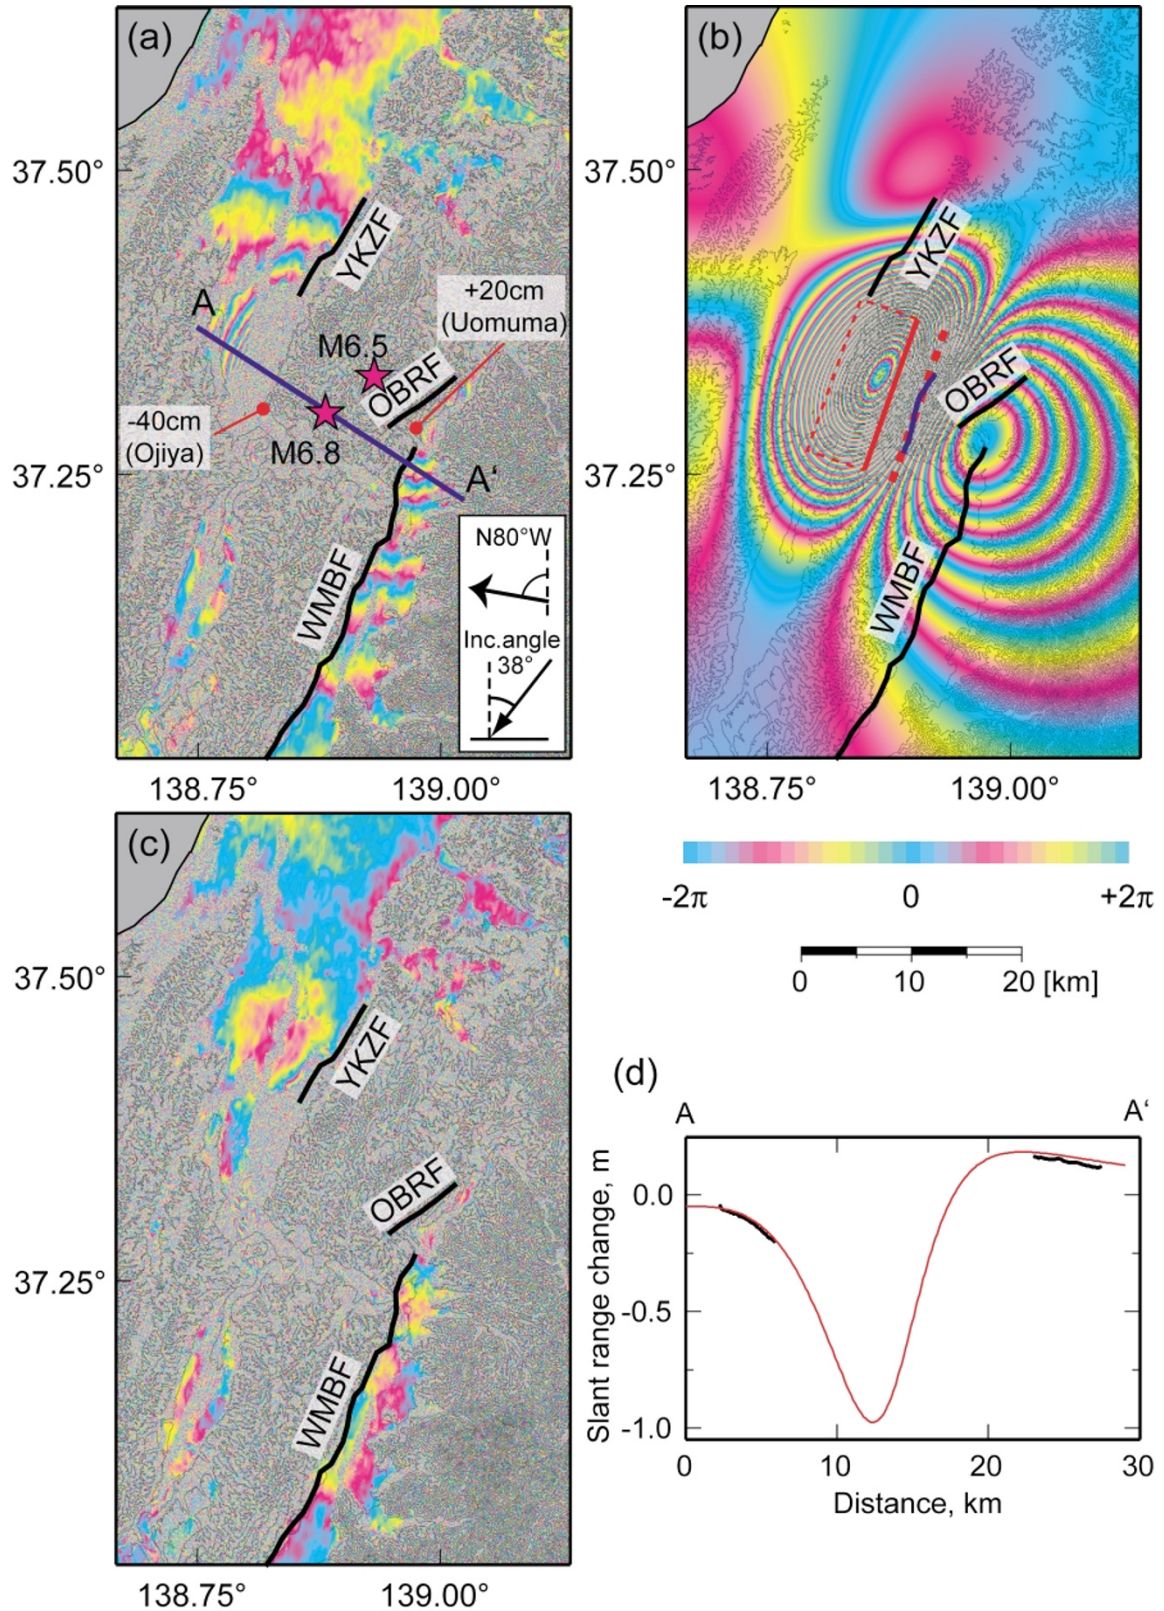 (a)
37.50°
YKZF
A
+20cm
(Uomuma)
M6.5
OBRF
-40cm
(Ojiya)
M6.8
37.25°
A‘
N80°W
WMBF
Inc.angle
38°
138.75°
139.00°
(b)
37.50°
YKZF
OBRF
37.25°
WMBF
138.75°
139.00°
-2π
0
+2π
0
10
20 [km]
(c)
37.50°
YKZF
OBRF
37.25°
WMBF
138.75°
139.00°
(d)
A
A‘
Slant range change, m
0.0
-0.5
-1.0
0
10
20
30
Distance, km